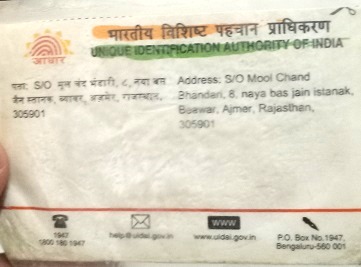 भारतीय विशिष्ट पहचान प्राधिकरण
UNIQUE IDENTIFICATION AUTHORITY OF INDIA
आधार
पता: S/O मूल चंद भंडारी, ८, नया बस
जैन स्तानक, ब्यावर, अजमेर, राजस्थान,
305901
Address: S/O Mool Chand
Bhandari, 8, naya bas jain istanak,
Beawar, Ajmer, Rajasthan,
305901
1947
1800 180 1947
help@uidai.gov.in
www
www.uidai.gov.in
P.O. Box No.1947,
Bengaluru-560 001